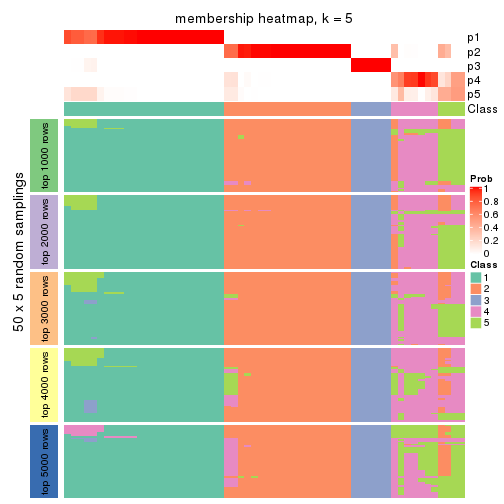 membership heatmap, k = 5
p1
p2
p3
p4
p5
Class
50 x 5 random samplings
top 1000 rows
top 2000 rows
top 3000 rows
top 4000 rows
top 5000 rows
Prob
1
0.8
0.6
0.4
0.2
0
Class
1
2
3
4
5